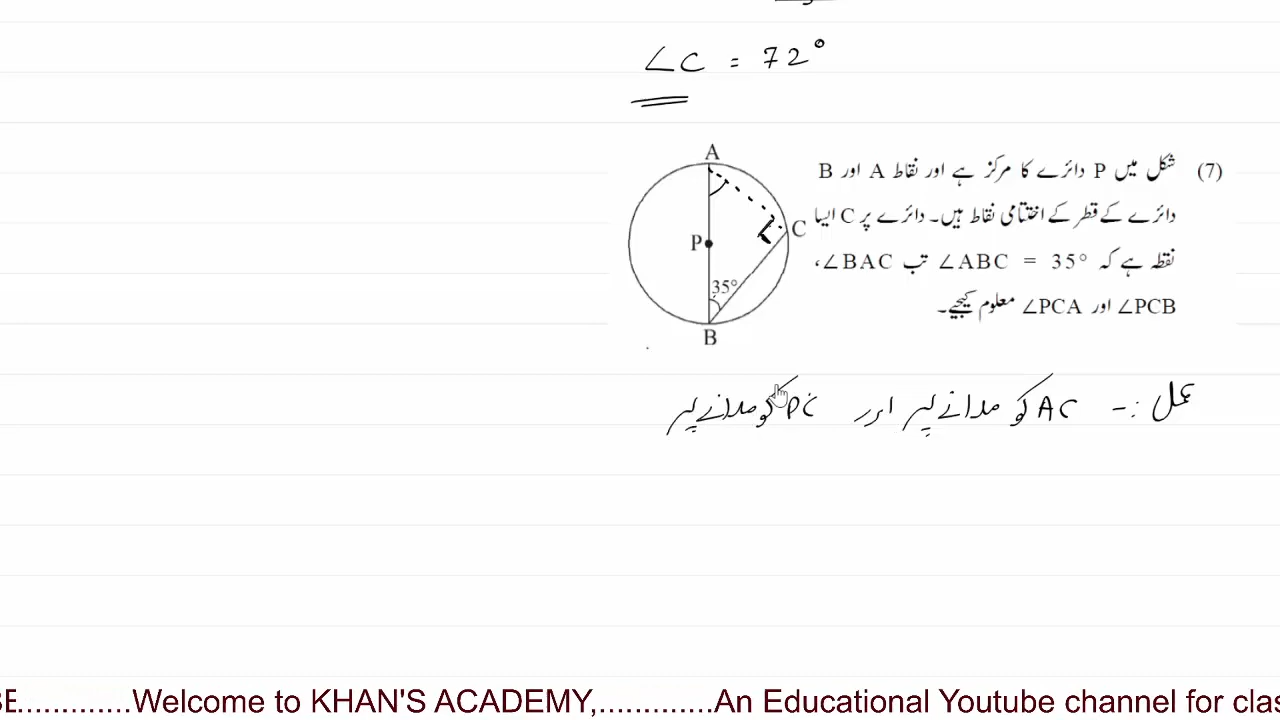 ∠C = 72°
(7) شکل میں P دائرے کا مرکز ہے اور نقاط A اور B
دائرے کے قطر کے اختتامی نقاط ہیں۔ دائرے پر C ایسا
نقطہ ہے کہ ∠ABC = 35° تب ∠BAC،
∠PCB اور ∠PCA معلوم کیجیے۔
A
C
P
35°
B
عمل :- AC کو ملانے پر اور PC کو ملانے پر
BE.............Welcome to KHAN'S ACADEMY,.............An Educational Youtube channel for clas